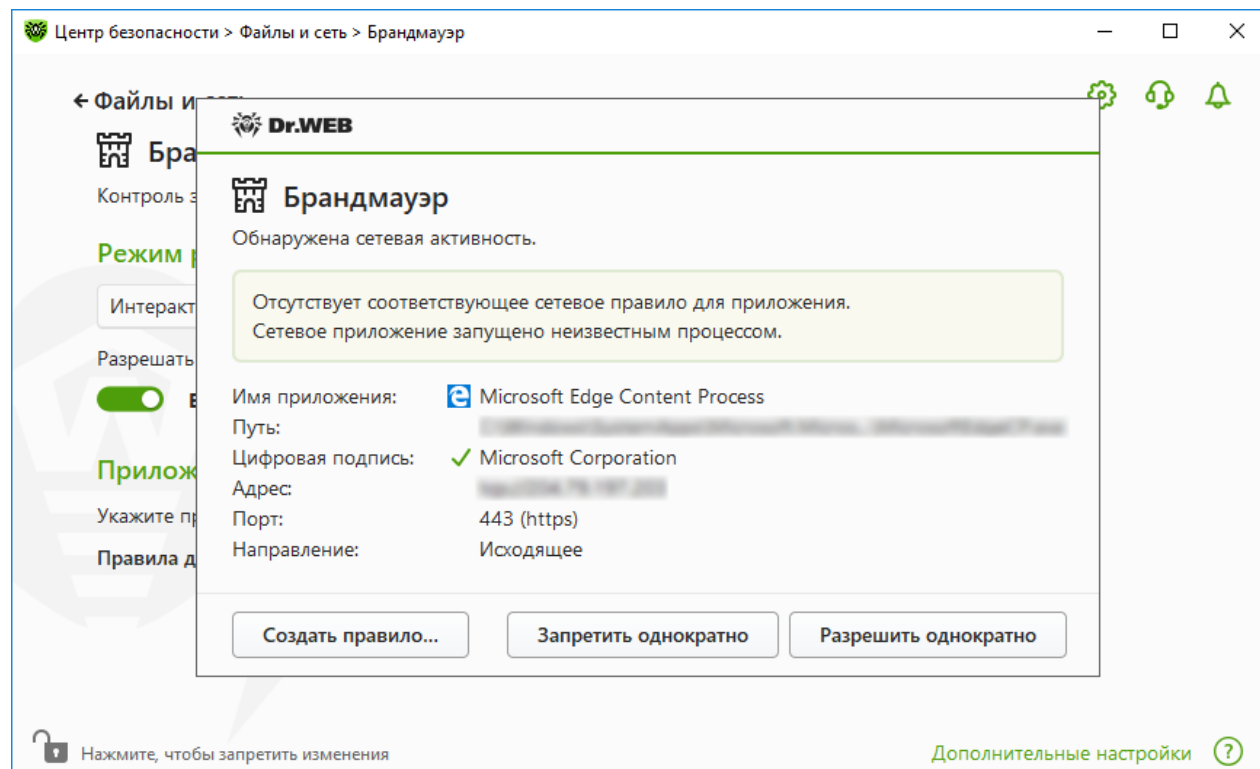 Центр безопасности > Файлы и сеть > Брандмауэр
Файлы и
Dr.WEB
Бра
Брандмауэр
Контроль
Обнаружена сетевая активность.
Режим
Отсутствует соответствующее сетевое правило для приложения.
Интеракт
Сетевое приложение запущено неизвестным процессом.
Разрешать
Имя приложения: Microsoft Edge Content Process
Путь:
Цифровая подпись: Microsoft Corporation
Прилож
Адрес:
Укажите
Порт: 443 (https)
Направление: Исходящее
Правила д
Создать правило... Запретить однократно Разрешить однократно
Нажмите, чтобы запретить изменения
Дополнительные настройки ?